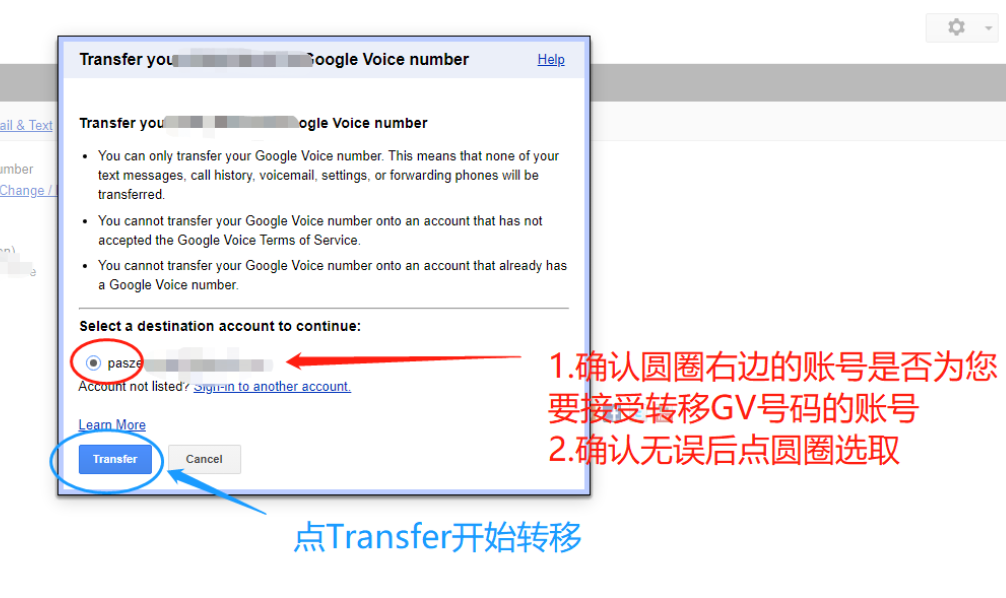 Transfer you Google Voice number
Help
Transfer you ogle Voice number
ail & Text
• You can only transfer your Google Voice number. This means that none of your
text messages, call history, voicemail, settings, or forwarding phones will be
transferred.
umber
Change /
• You cannot transfer your Google Voice number onto an account that has not
accepted the Google Voice Terms of Service.
• You cannot transfer your Google Voice number onto an account that already has
a Google Voice number.
Select a destination account to continue:
pasze
Account not listed? Sign-in to another account.
Learn More
Transfer
Cancel
1.确认圆圈右边的账号是否为您
要接受转移GV号码的账号
2.确认无误后点圆圈选取
点Transfer开始转移